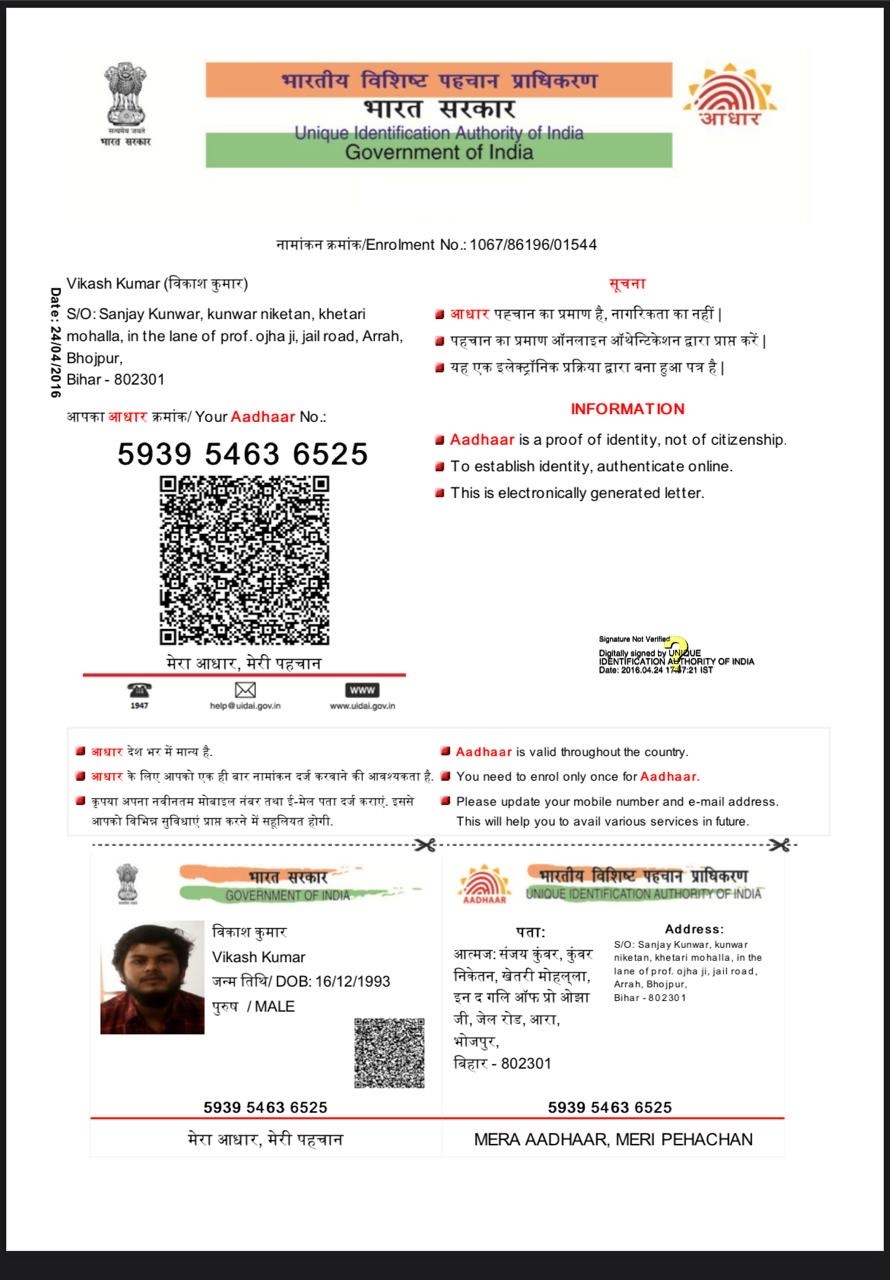 भारतीय विशिष्ट पहचान प्राधिकरण
भारत सरकार
Unique Identification Authority of India
Government of India
सत्यमेव जयते
भारत सरकार
आधार
नामांकन क्रमांक/Enrolment No.: 1067/86196/01544
Date: 24/04/2016
Vikash Kumar (विकाश कुमार)
S/O: Sanjay Kunwar, kunwar niketan, khetari
mohalla, in the lane of prof. ojha ji, jail road, Arrah,
Bhojpur,
Bihar - 802301
आपका आधार क्रमांक/ Your Aadhaar No.:
5939 5463 6525
मेरा आधार, मेरी पहचान
1947
help@uidai.gov.in
WWW
www.uidai.gov.in
सूचना
आधार पहचान का प्रमाण है, नागरिकता का नहीं |
पहचान का प्रमाण ऑनलाइन ऑथेन्टिकेशन द्वारा प्राप्त करें |
यह एक इलेक्ट्रॉनिक प्रक्रिया द्वारा बना हुआ पत्र है |
INFORMATION
Aadhaar is a proof of identity, not of citizenship.
To establish identity, authenticate online.
This is electronically generated letter.
Signature Not Verified
Digitally signed by UNIQUE
IDENTIFICATION AUTHORITY OF INDIA
Date: 2016.04.24 17:47:21 IST
आधार देश भर में मान्य है.
आधार के लिए आपको एक ही बार नामांकन दर्ज करवाने की आवश्यकता है.
कृपया अपना नवीनतम मोबाइल नंबर तथा ई-मेल पता दर्ज कराएं. इससे
आपको विभिन्न सुविधाएं प्राप्त करने में सहूलियत होगी.
Aadhaar is valid throughout the country.
You need to enrol only once for Aadhaar.
Please update your mobile number and e-mail address.
This will help you to avail various services in future.
भारत सरकार
GOVERNMENT OF INDIA
विकाश कुमार
Vikash Kumar
जन्म तिथि/ DOB: 16/12/1993
पुरुष / MALE
5939 5463 6525
मेरा आधार, मेरी पहचान
AADHAAR
भारतीय विशिष्ट पहचान प्राधिकरण
UNIQUE IDENTIFICATION AUTHORITY OF INDIA
पता:
आत्मज: संजय कुंवर, कुंवर
निकेतन, खेतरी मोहल्ला,
इन द गलि ऑफ प्रो ओझा
जी, जेल रोड, आरा,
भोजपुर,
बिहार - 802301
Address:
S/O: Sanjay Kunwar, kunwar
niketan, khetari mohalla, in the
lane of prof. ojha ji, jail road,
Arrah, Bhojpur,
Bihar - 802301
5939 5463 6525
MERA AADHAAR, MERI PEHACHAN